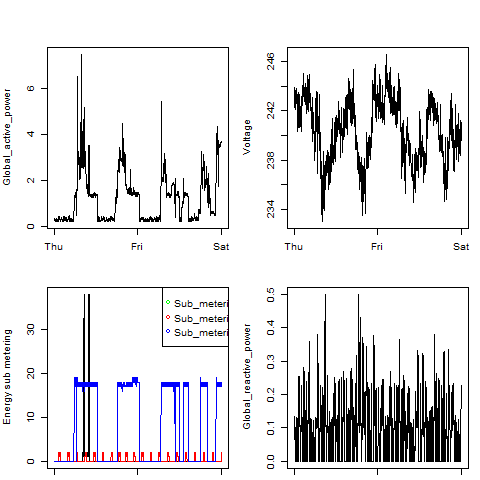 Global_active_power
0 2 4 6
Thu Fri Sat
Voltage
234 238 242 246
Thu Fri Sat
Energy sub metering
0 10 20 30
Sub_meteri
Sub_meteri
Sub_meteri
Global_reactive_power
0.0 0.1 0.2 0.3 0.4 0.5